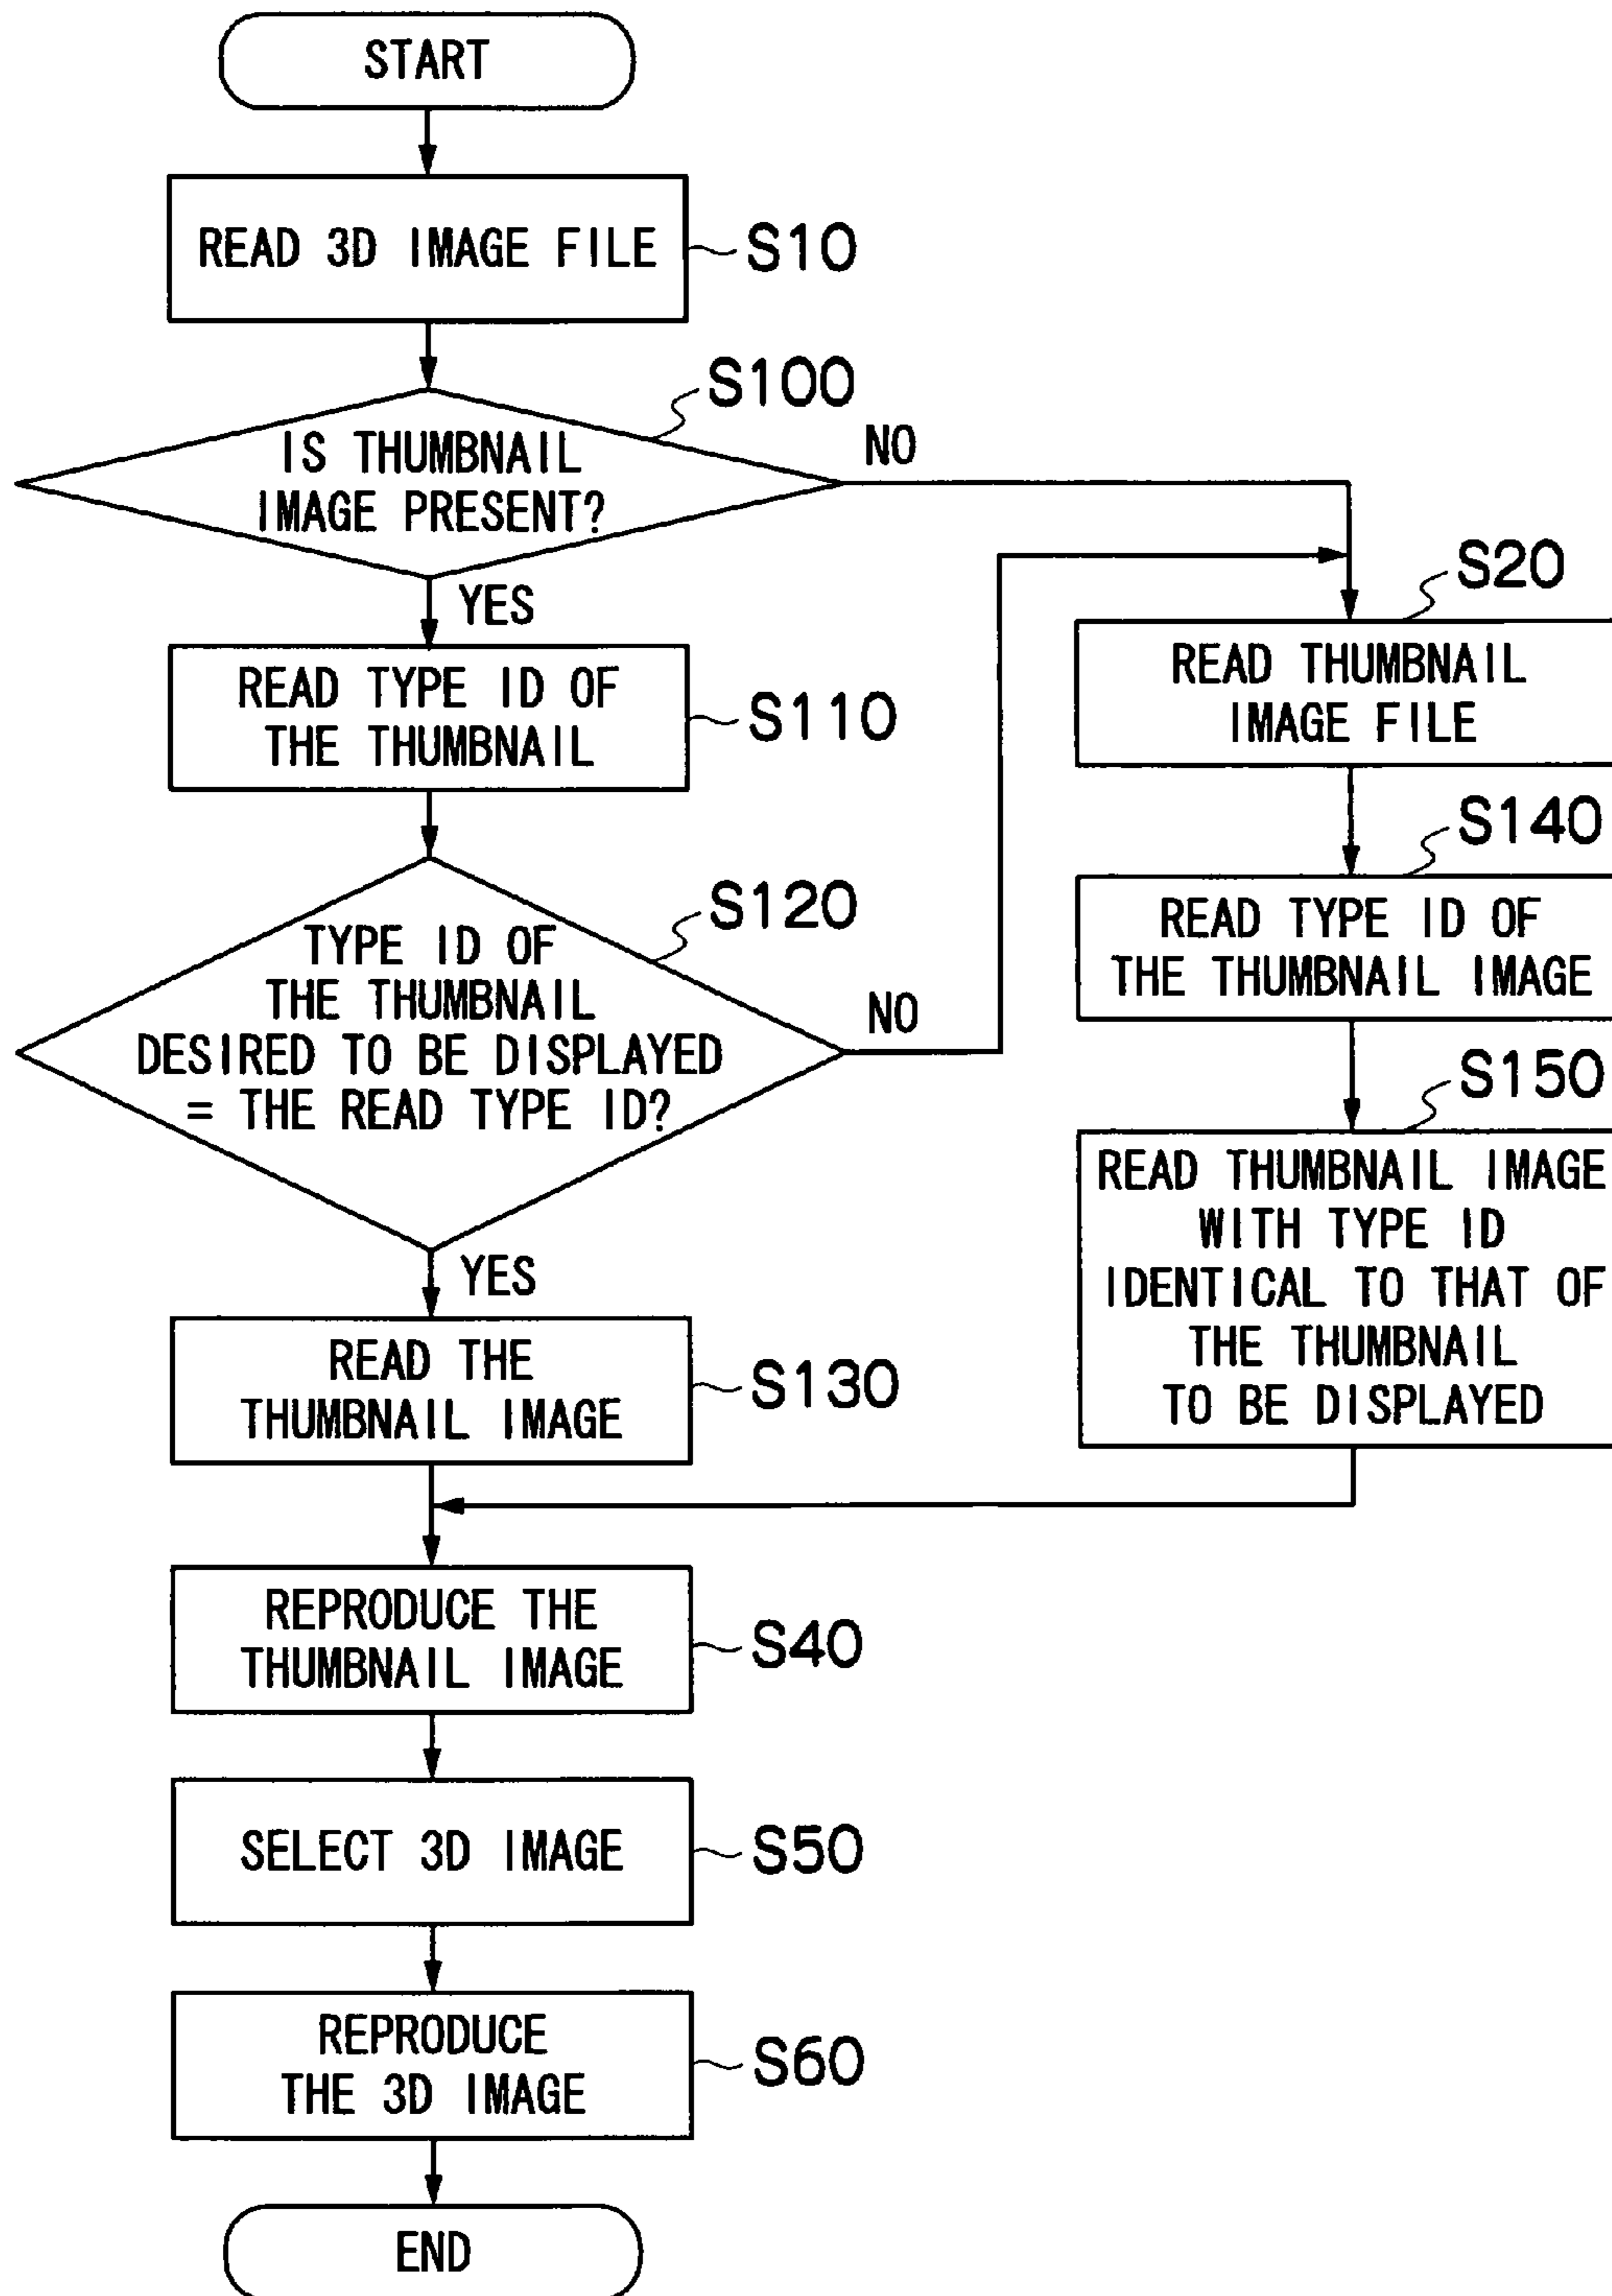 START
READ 3D IMAGE FILE
S10
S100
IS THUMBNAIL
IMAGE PRESENT?
NO
YES
READ TYPE ID OF
THE THUMBNAIL
S110
S120
TYPE ID OF
THE THUMBNAIL
DESIRED TO BE DISPLAYED
= THE READ TYPE ID?
NO
YES
READ THE
THUMBNAIL IMAGE
S130
S20
READ THUMBNAIL
IMAGE FILE
S140
READ TYPE ID OF
THE THUMBNAIL IMAGE
S150
READ THUMBNAIL IMAGE
WITH TYPE ID
IDENTICAL TO THAT OF
THE THUMBNAIL
TO BE DISPLAYED
REPRODUCE THE
THUMBNAIL IMAGE
S40
SELECT 3D IMAGE
S50
REPRODUCE
THE 3D IMAGE
S60
END